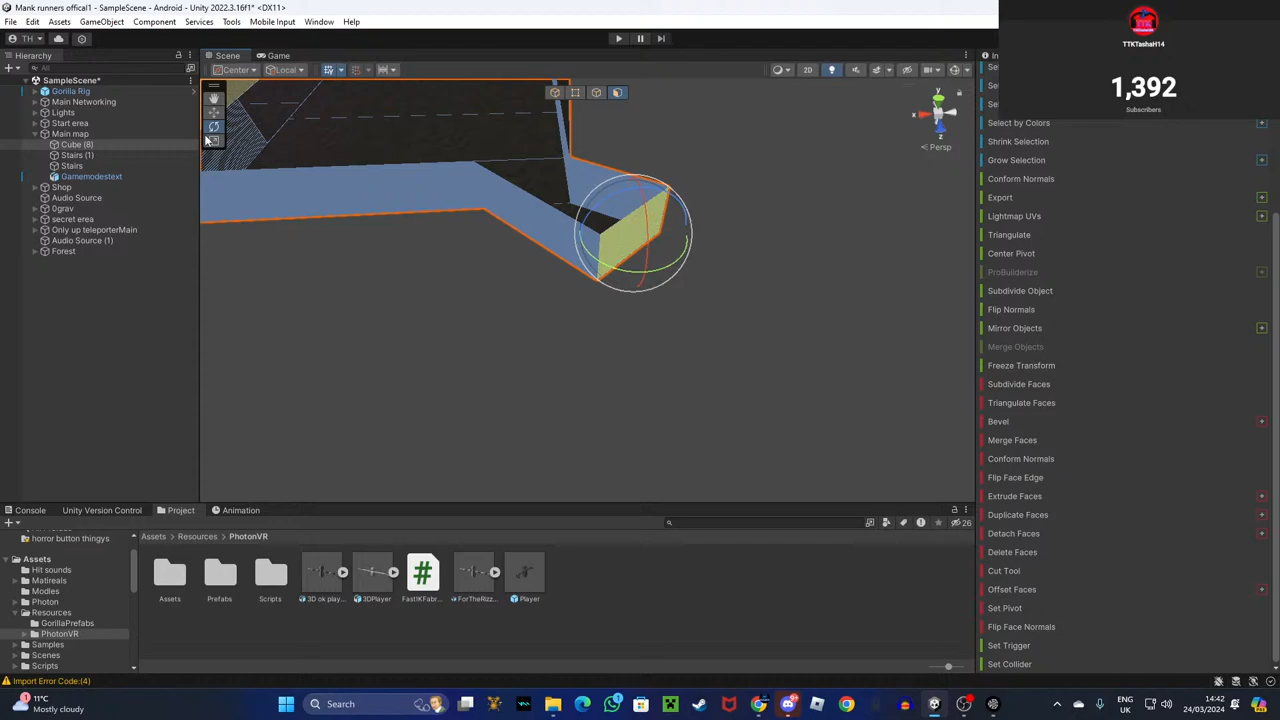 Mank runners offical1 - SampleScene - Android - Unity 2022.3.16f1* <DX11>
File Edit Assets GameObject Component Services Tools Mobile Input Window Help
TH
TTKTashaH14
1,392
Subscribers
Hierarchy
All
SampleScene*
Gorilla Rig
Main Networking
Lights
Start erea
Main map
Cube (8)
Stairs (1)
Stairs
Gamemodestext
Shop
Audio Source
0grav
secret erea
Only up teleporterMain
Audio Source (1)
Forest
Scene Game
Center Local
2D
y
x
z
Persp
In
Select by Colors
Shrink Selection
Grow Selection
Conform Normals
Export
Lightmap UVs
Triangulate
Center Pivot
ProBuilderize
Subdivide Object
Flip Normals
Mirror Objects
Merge Objects
Freeze Transform
Subdivide Faces
Triangulate Faces
Bevel
Merge Faces
Conform Normals
Flip Face Edge
Extrude Faces
Duplicate Faces
Detach Faces
Delete Faces
Cut Tool
Offset Faces
Set Pivot
Flip Face Normals
Set Trigger
Set Collider
Console Unity Version Control Project Animation
26
horror button thingys
Assets
Hit sounds
Matireals
Modles
Photon
Resources
GorillaPrefabs
PhotonVR
Samples
Scenes
Scripts
Assets > Resources > PhotonVR
Assets Prefabs Scripts 3D ok play... 3DPlayer Fast!KFabr... ForTheRizz... Player
Import Error Code:(4)
11°C
Mostly cloudy
Search
ENG
UK
14:42
24/03/2024